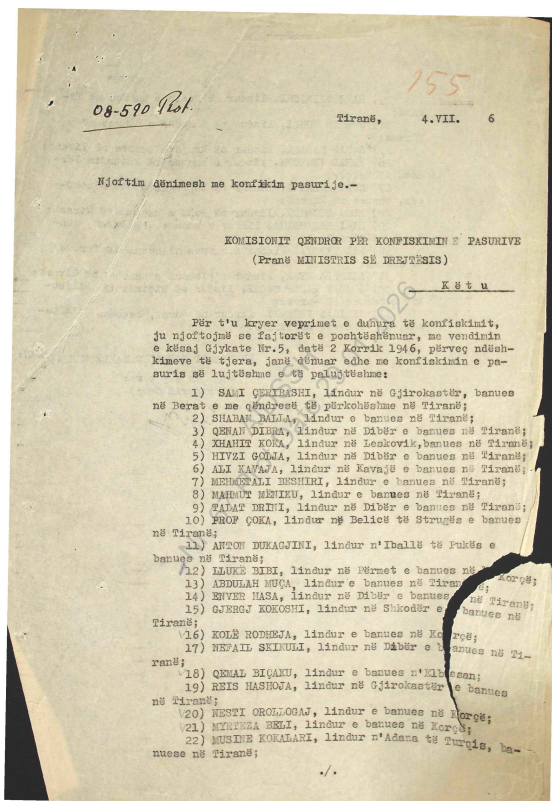 155
08-590 Prot.
Tiranë, 4.VII. 6
Njoftim dënimesh me konfikim pasurije.-
KOMISIONIT QENDROR PËR KONFISKIMIN E PASURIVE
(Pranë MINISTRIS SË DREJTËSIS)
K ë t u
Për t'u kryer veprimet e duhura të konfiskimit,
ju njoftojmë se fajtorët e poshtëshënuar, me vendimin
e kësaj Gjykate Nr.5, datë 2 Korrik 1946, përveç ndësh-
kimeve të tjera, janë dënuar edhe me konfiskimin e pa-
suris së lujtëshme e të palujtëshme:
1) SAMI ÇERIBASHI, lindur në Gjirokastër, banues
në Berat e me qëndresë të përkohëshme në Tiranë;
2) SHABAN BALLA, lindur e banues në Tiranë;
3) QENAN DIBRA, lindur në Dibër e banues në Tiranë;
4) XHAHIT KOKA, lindur në Leskovik,banues në Tiranë;
5) HIVZI GOLJA, lindur në Dibër e banues në Tiranë;
6) ALI KAVAJA, lindur në Kavajë e banues në Tiranë;
7) MEHMETALI BESHIRI, lindur e banues në Tiranë;
8) MAHMUT MËNIKU, lindur e banues në Tiranë;
9) TALAT DRINI, lindur në Dibër e banues në Tiranë;
10) PROF ÇOKA, lindur në Belicë të Strugës e banues
në Tiranë;
11) ANTON DUKAGJINI, lindur n'Iballë të Pukës e
banues në Tiranë;
12) LLUKË BIBI, lindur në Përmet e banues në Korçë;
13) ABDULAH MUÇA, lindur e banues në Tiranë;
14) ENVER HASA, lindur në Dibër e banues në Tiranë;
15) GJERGJ KOKOSHI, lindur në Shkodër e banues në
Tiranë;
16) KOLË RODHEJA, lindur e banues në Korçë;
17) NEFAIL SKIKULI, lindur në Dibër e banues në Ti-
ranë;
18) QEMAL BIÇAKU, lindur e banues n'Elbasan;
19) REIS HASHOJA, lindur në Gjirokastër e banues
në Tiranë;
20) NESTI OROLLOGAJ, lindur e banues në Korçë;
21) MYRTEZA BELI, lindur e banues në Korçë;
22) MUSINE KOKALARI, lindur n'Adana të Turqis, ba-
nuese në Tiranë;
./.